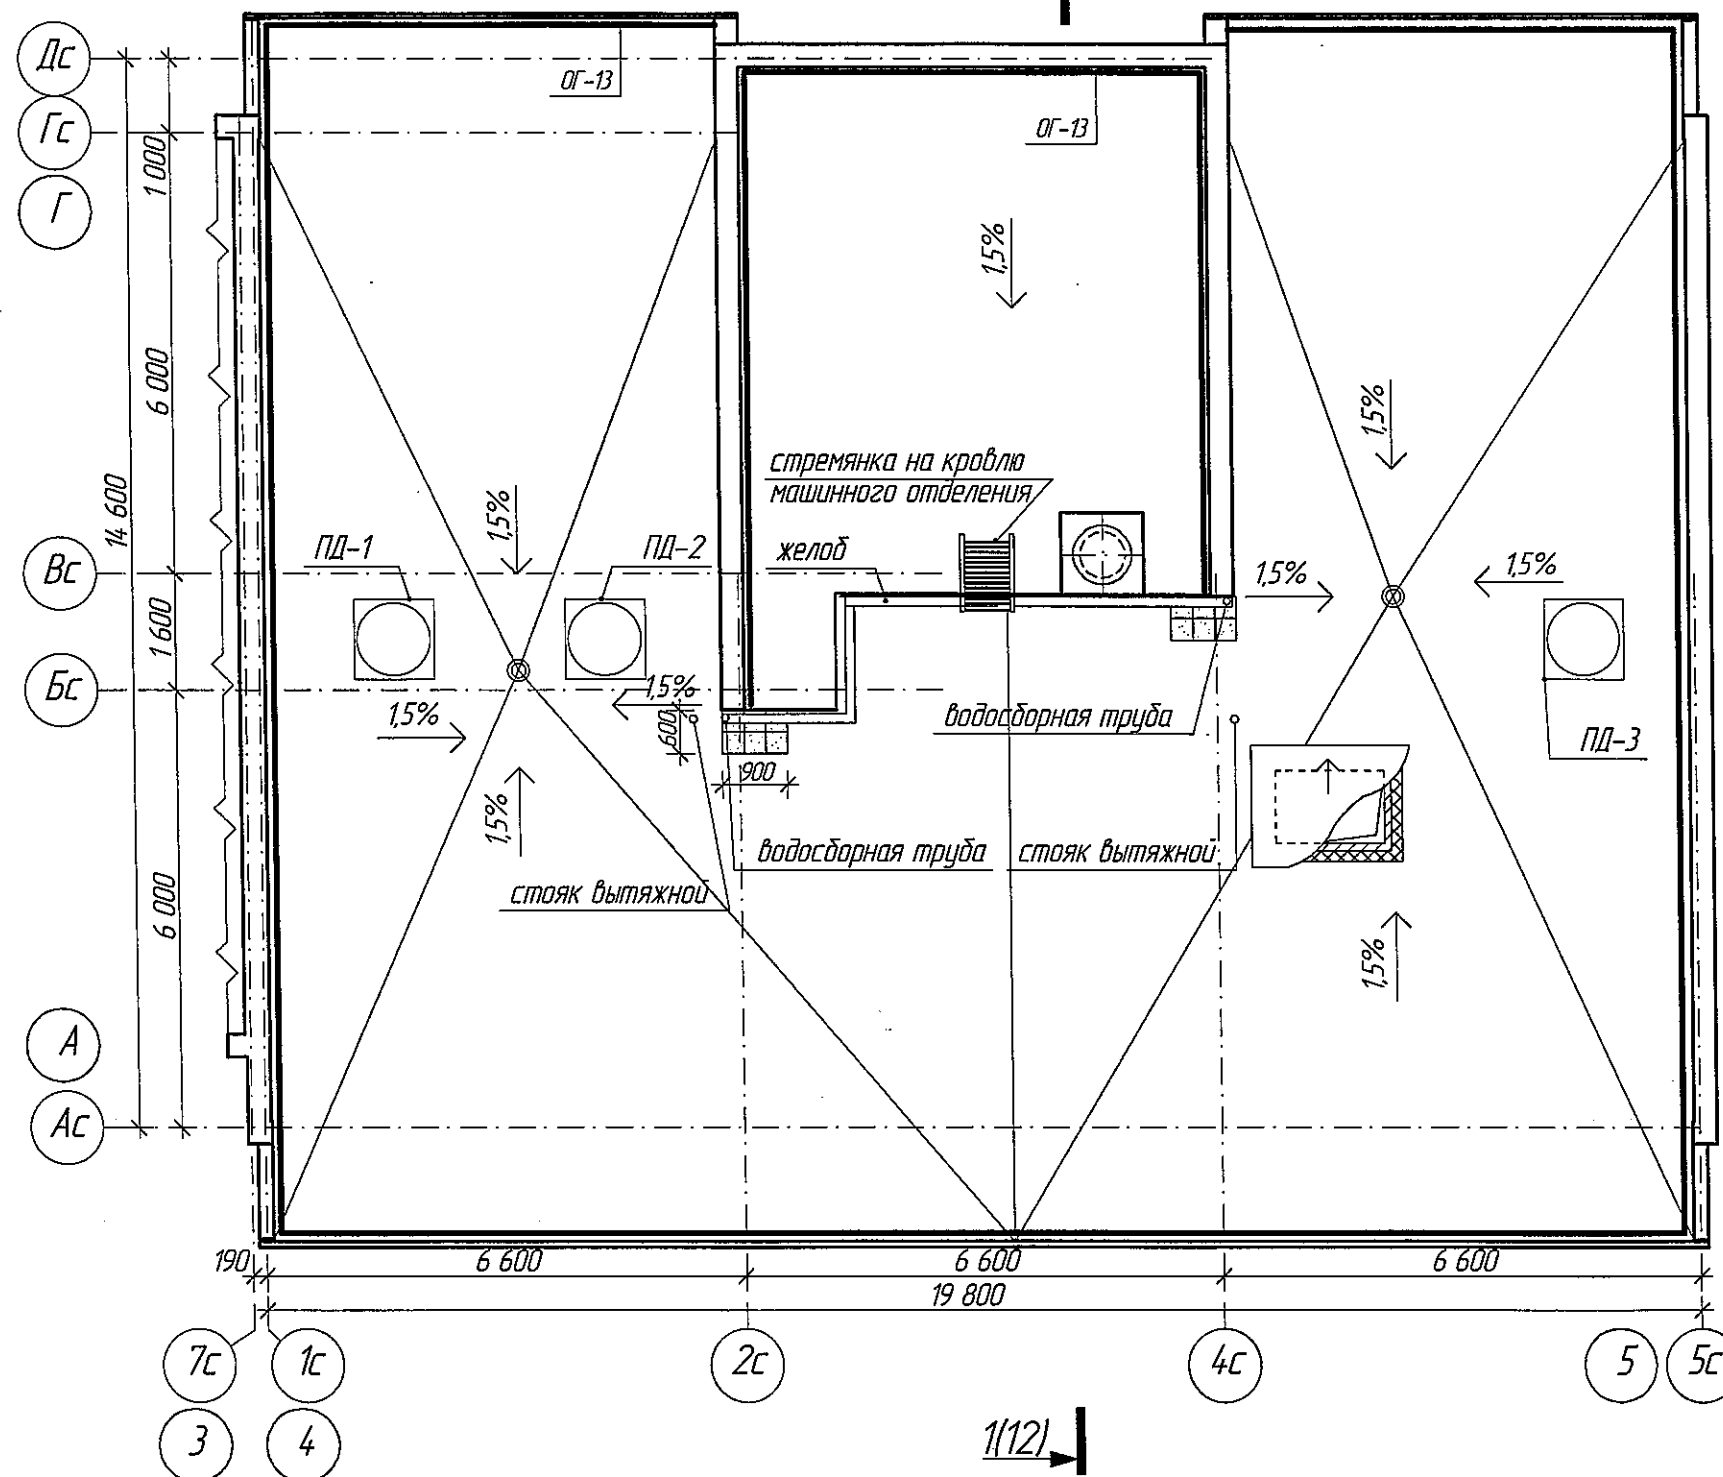 Дс
ОГ-13
Гс
ОГ-13
Г
1 000
1,5%
6 000
1,5%
стремянка на кровлю
машинного отделения
14 600
1,5%
ПД-1
ПД-2
желоб
Вс
1,5%
1,5%
1 600
Бс
1,5%
1,5%
600
водосборная труба
ПД-3
900
1,5%
водосборная труба
стояк вытяжной
стояк вытяжной
6 000
1,5%
А
Ас
190
6 600
6 600
6 600
19 800
7с
1с
2с
4с
5
5с
3
4
1(12)